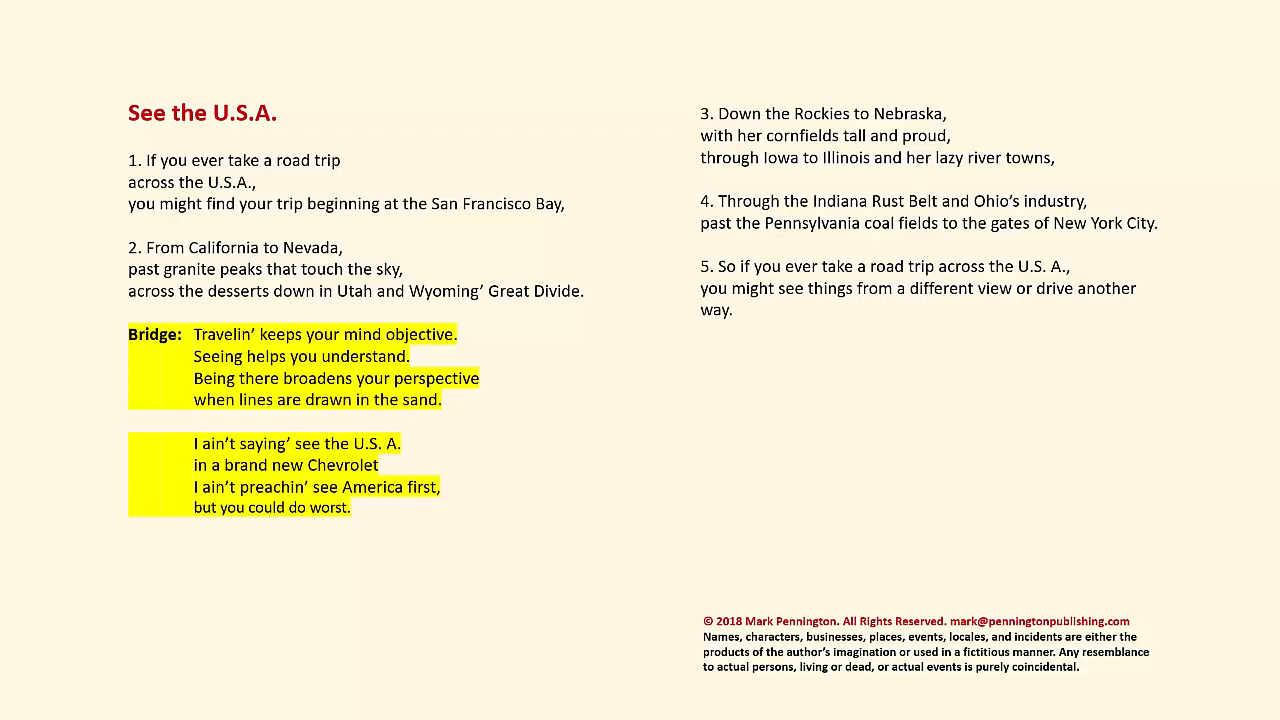 See the U.S.A.
1. If you ever take a road trip
across the U.S.A.,
you might find your trip beginning at the San Francisco Bay,
2. From California to Nevada,
past granite peaks that touch the sky,
across the desserts down in Utah and Wyoming’ Great Divide.
Bridge: Travelin’ keeps your mind objective.
Seeing helps you understand.
Being there broadens your perspective
when lines are drawn in the sand.
I ain’t saying’ see the U.S. A.
in a brand new Chevrolet
I ain’t preachin’ see America first,
but you could do worst.
3. Down the Rockies to Nebraska,
with her cornfields tall and proud,
through Iowa to Illinois and her lazy river towns,
4. Through the Indiana Rust Belt and Ohio’s industry,
past the Pennsylvania coal fields to the gates of New York City.
5. So if you ever take a road trip across the U.S. A.,
you might see things from a different view or drive another
way.
© 2018 Mark Pennington. All Rights Reserved. mark@penningtonpublishing.com
Names, characters, businesses, places, events, locales, and incidents are either the
products of the author’s imagination or used in a fictitious manner. Any resemblance
to actual persons, living or dead, or actual events is purely coincidental.